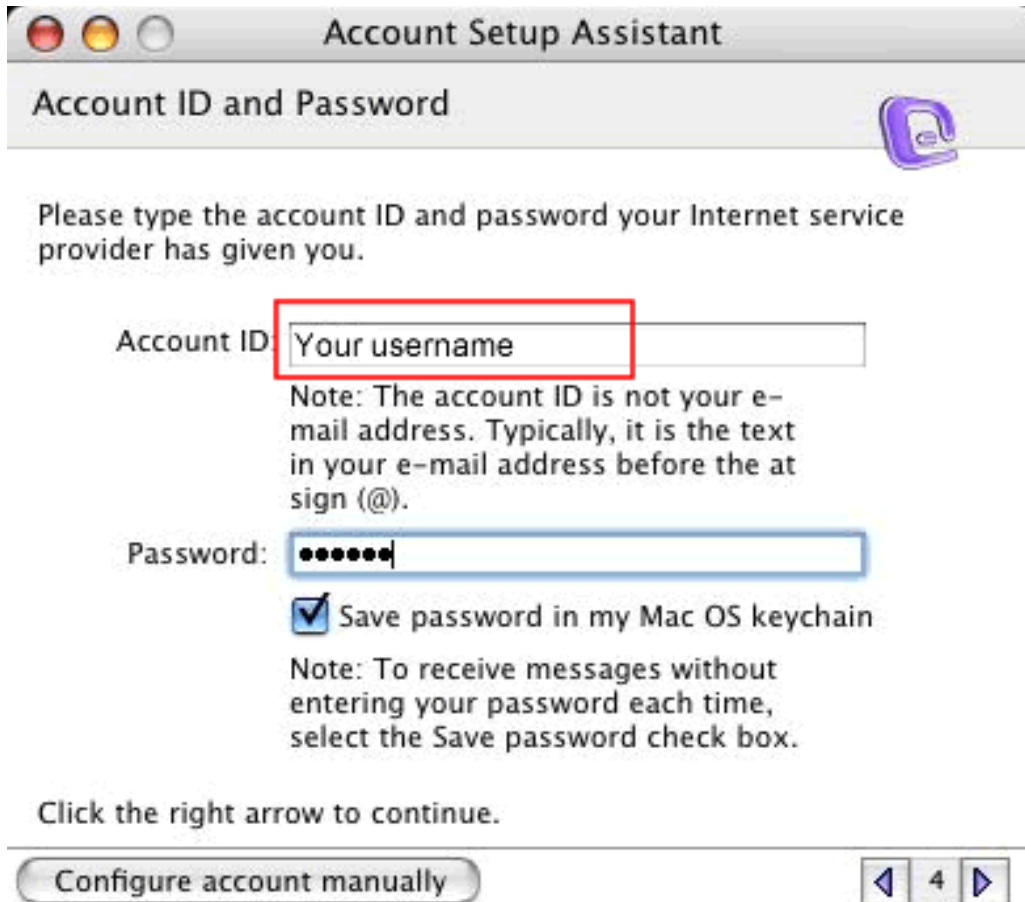 Account Setup Assistant
Account ID and Password
Please type the account ID and password your Internet service
provider has given you.
Account ID: Your username
Note: The account ID is not your e-
mail address. Typically, it is the text
in your e-mail address before the at
sign (@).
Password: ••••••
Save password in my Mac OS keychain
Note: To receive messages without
entering your password each time,
select the Save password check box.
Click the right arrow to continue.
Configure account manually 4